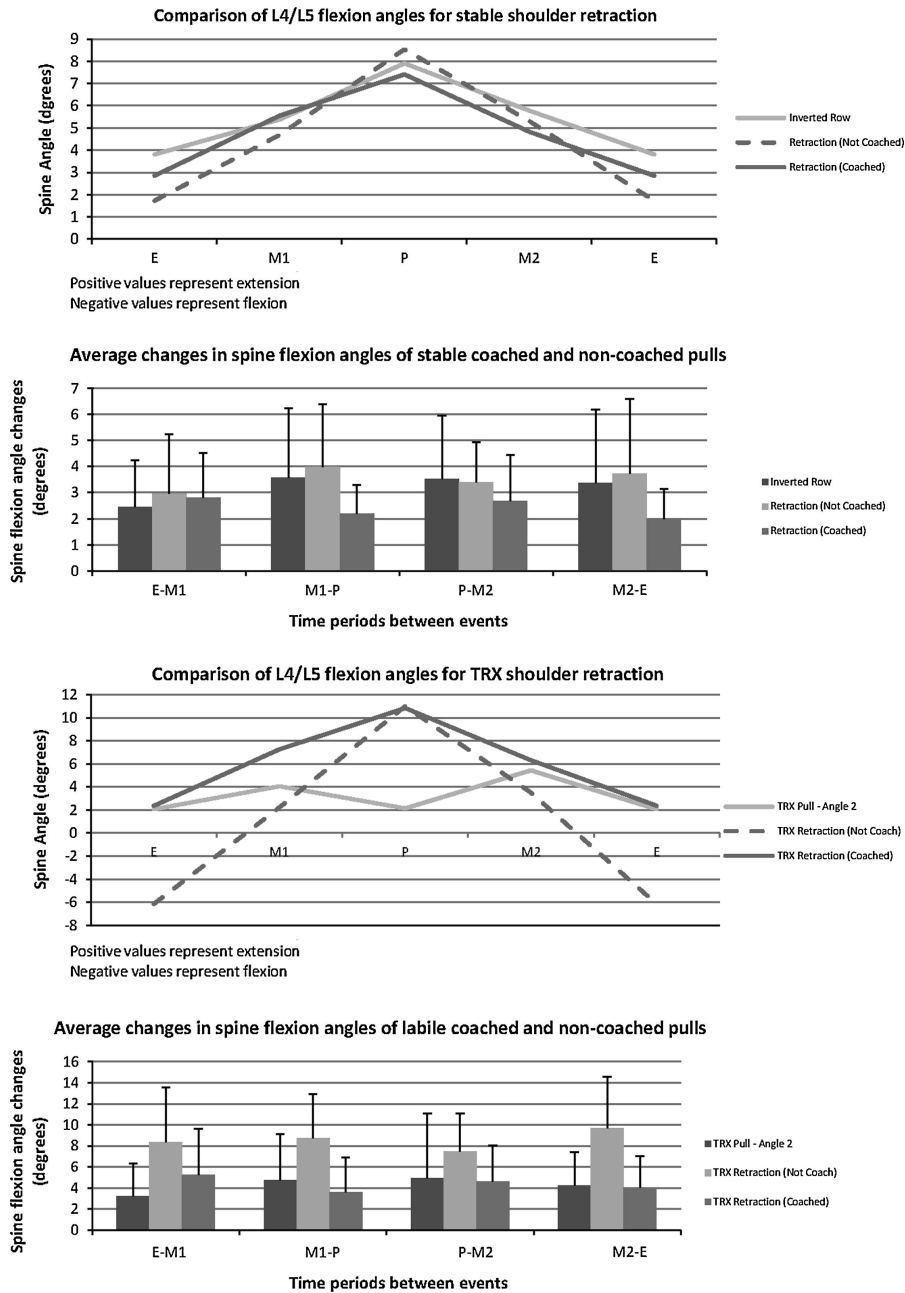 Comparison of L4/L5 flexion angles for stable shoulder retraction
Spine Angle (dgrees)
9
8
7
6
5
4
3
2
1
0
E M1 P M2 E
Inverted Row
Retraction (Not Coached)
Retraction (Coached)
Positive values represent extension
Negative values represent flexion
Average changes in spine flexion angles of stable coached and non-coached pulls
Spine flexion angle changes
(degrees)
7
6
5
4
3
2
1
0
E-M1 M1-P P-M2 M2-E
Time periods between events
Inverted Row
Retraction (Not Coached)
Retraction (Coached)
Comparison of L4/L5 flexion angles for TRX shoulder retraction
Spine Angle (degrees)
12
10
8
6
4
2
0
-2
-4
-6
-8
E M1 P M2 E
TRX Pull - Angle 2
TRX Retraction (Not Coach)
TRX Retraction (Coached)
Positive values represent extension
Negative values represent flexion
Average changes in spine flexion angles of labile coached and non-coached pulls
Spine flexion angle changes
(degrees)
16
14
12
10
8
6
4
2
0
E-M1 M1-P P-M2 M2-E
Time periods between events
TRX Pull - Angle 2
TRX Retraction (Not Coach)
TRX Retraction (Coached)